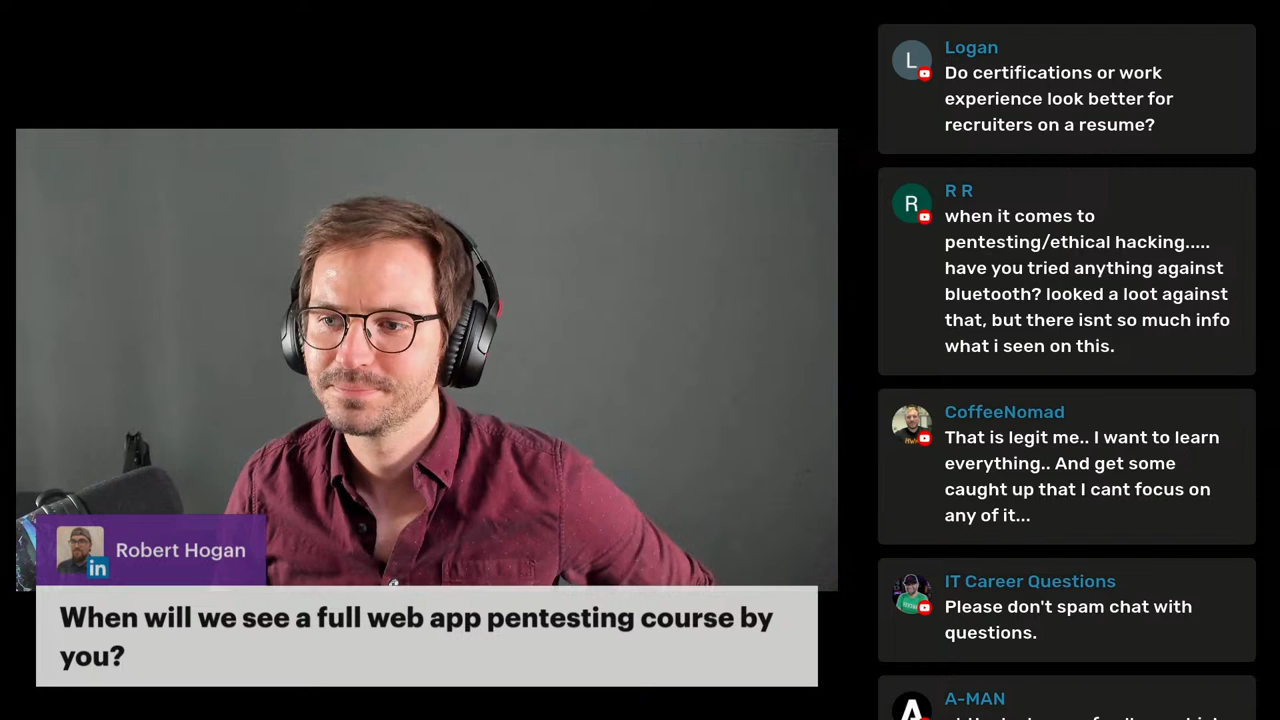 Robert Hogan
When will we see a full web app pentesting course by
you?
L
Logan
Do certifications or work
experience look better for
recruiters on a resume?
R
R R
when it comes to
pentesting/ethical hacking.....
have you tried anything against
bluetooth? looked a loot against
that, but there isnt so much info
what i seen on this.
CoffeeNomad
That is legit me.. I want to learn
everything.. And get some
caught up that I cant focus on
any of it...
IT Career Questions
Please don't spam chat with
questions.
A-MAN